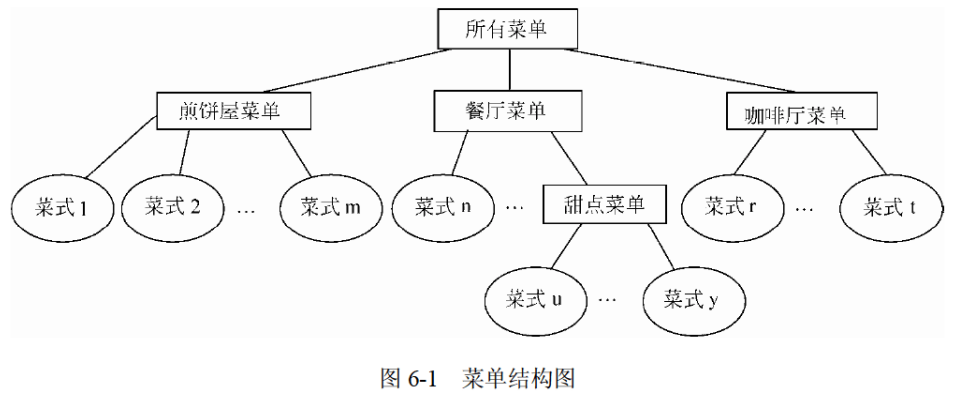 所有菜单
煎饼屋菜单
餐厅菜单
咖啡厅菜单
菜式 1
菜式 2
…
菜式 m
菜式 n
…
甜点菜单
菜式 r
…
菜式 t
菜式 u
…
菜式 y
图 6-1 菜单结构图